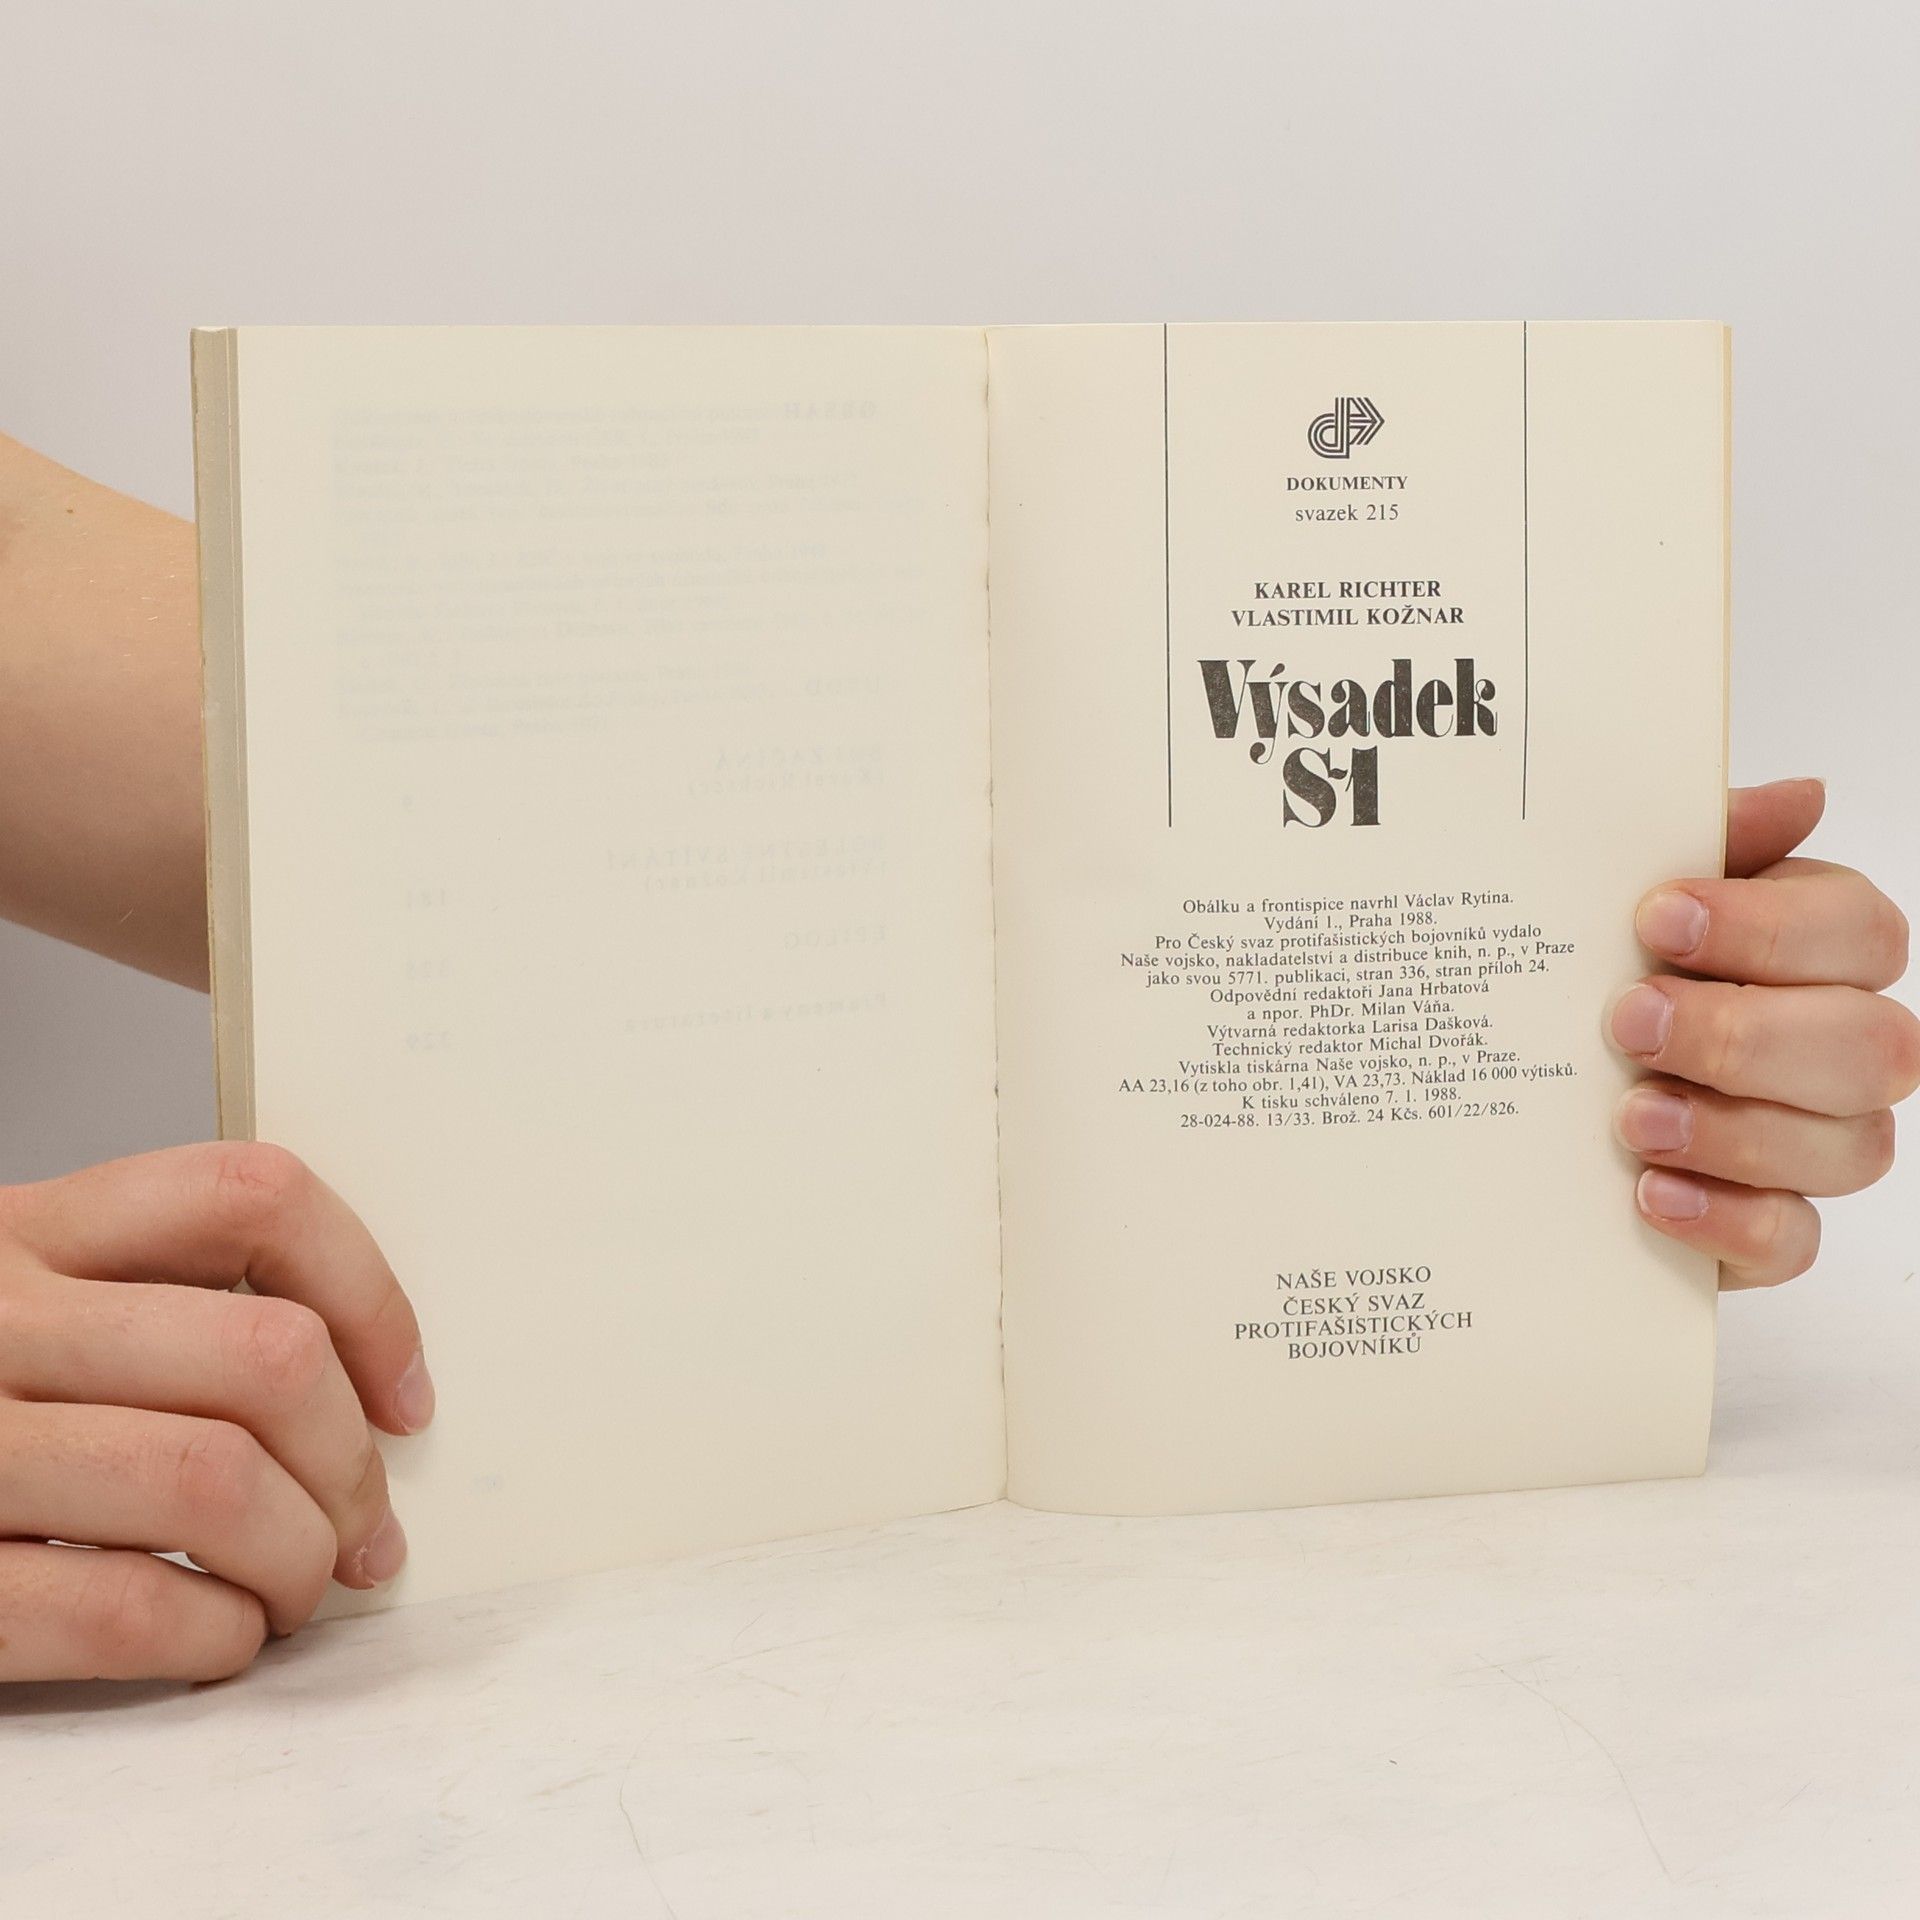 DOKUMENTY
svazek 215
KAREL RICHTER
VLASTIMIL KOŽNAR
Výsadek
S-1
Obálku a frontispice navrhl Václav Rytina.
Vydání 1., Praha 1988.
Pro Český svaz protifašistických bojovníků vydalo
Naše vojsko, nakladatelství a distribuce knih, n. p., v Praze
jako svou 5771. publikaci, stran 336, stran příloh 24.
Odpovědní redaktoři Jana Hrbatová
a npor. PhDr. Milan Váňa.
Výtvarná redaktorka Larisa Dašková.
Technický redaktor Michal Dvořák.
Vytiskla tiskárna Naše vojsko, n. p., v Praze.
AA 23,16 (z toho obr. 1,41), VA 23,73. Náklad 16 000 výtisků.
K tisku schváleno 7. 1. 1988.
28-024-88. 13/33. Brož. 24 Kčs. 601/22/826.
NAŠE VOJSKO
ČESKÝ SVAZ
PROTIFAŠISTICKÝCH
BOJOVNÍKŮ